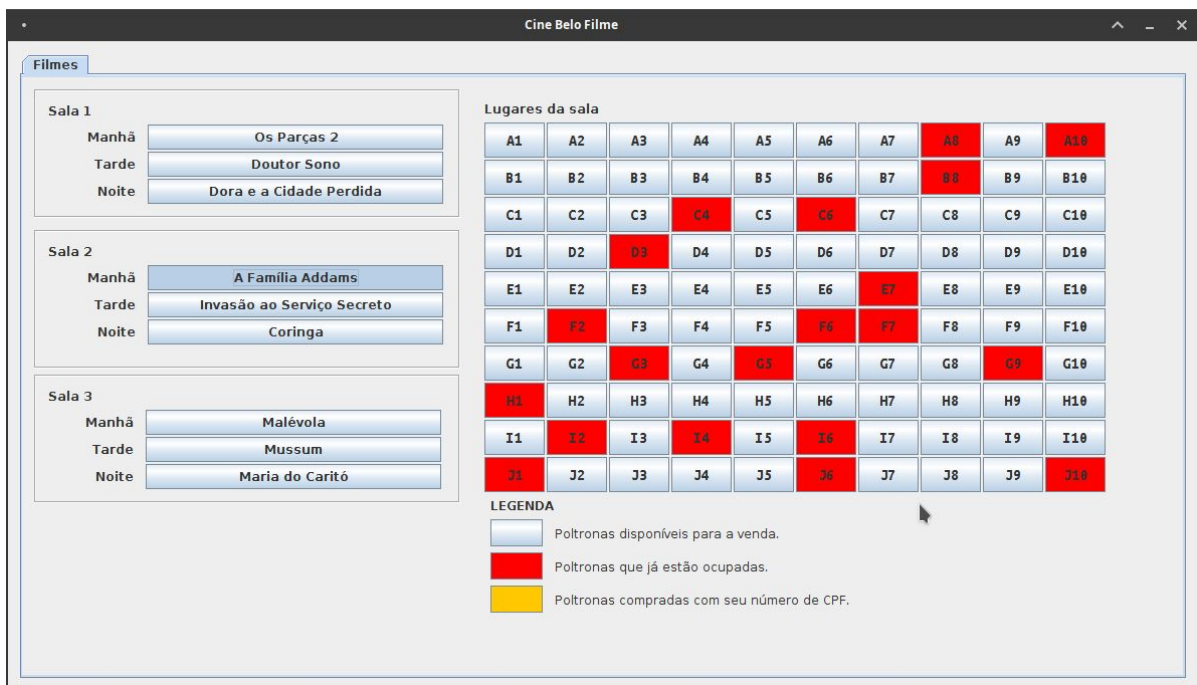 Cine Belo Filme
Filmes
Sala 1
Manhã Os Parças 2
Tarde Doutor Sono
Noite Dora e a Cidade Perdida
Sala 2
Manhã A Família Addams
Tarde Invasão ao Serviço Secreto
Noite Coringa
Sala 3
Manhã Malévola
Tarde Mussum
Noite Maria do Caritó
Lugares da sala
A1 A2 A3 A4 A5 A6 A7 A8 A9 A10
B1 B2 B3 B4 B5 B6 B7 B8 B9 B10
C1 C2 C3 C4 C5 C6 C7 C8 C9 C10
D1 D2 D3 D4 D5 D6 D7 D8 D9 D10
E1 E2 E3 E4 E5 E6 E7 E8 E9 E10
F1 F2 F3 F4 F5 F6 F7 F8 F9 F10
G1 G2 G3 G4 G5 G6 G7 G8 G9 G10
H1 H2 H3 H4 H5 H6 H7 H8 H9 H10
I1 I2 I3 I4 I5 I6 I7 I8 I9 I10
J1 J2 J3 J4 J5 J6 J7 J8 J9 J10
LEGENDA
Poltronas disponíveis para a venda.
Poltronas que já estão ocupadas.
Poltronas compradas com seu número de CPF.